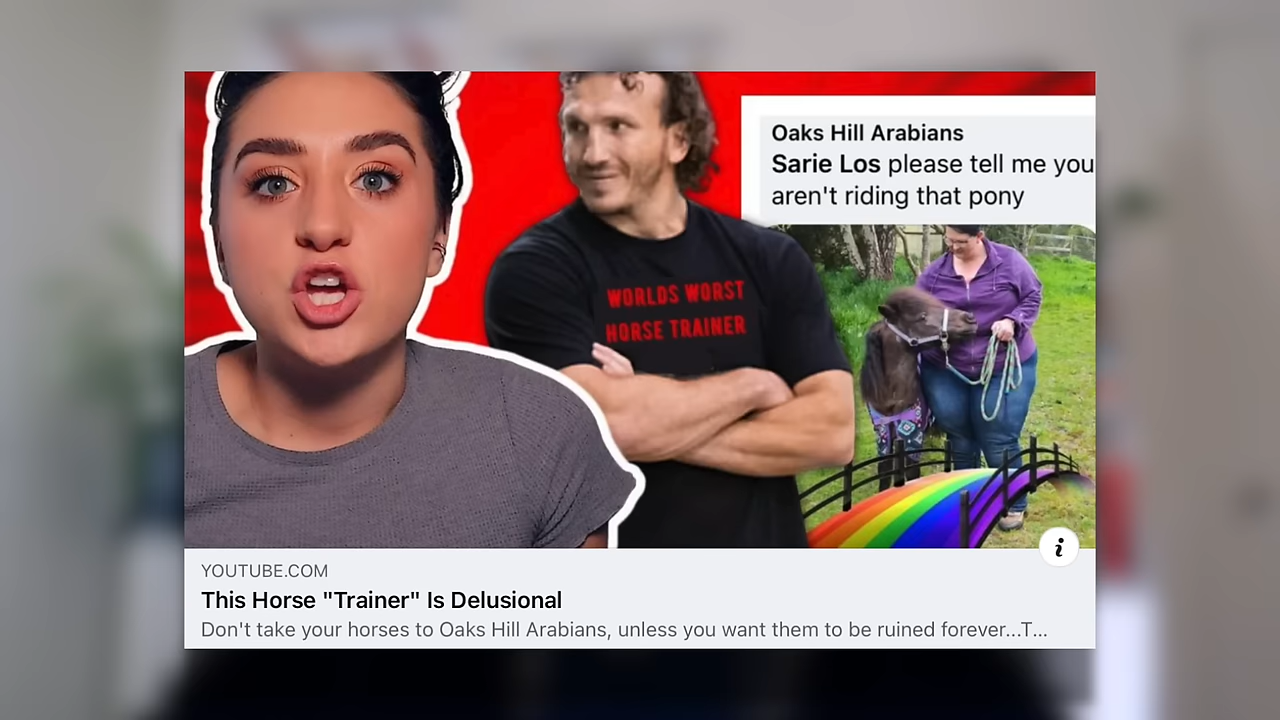 Oaks Hill Arabians
Sarie Los please tell me you
aren't riding that pony
WORLDS WORST
HORSE TRAINER
i
YOUTUBE.COM
This Horse "Trainer" Is Delusional
Don't take your horses to Oaks Hill Arabians, unless you want them to be ruined forever...T...